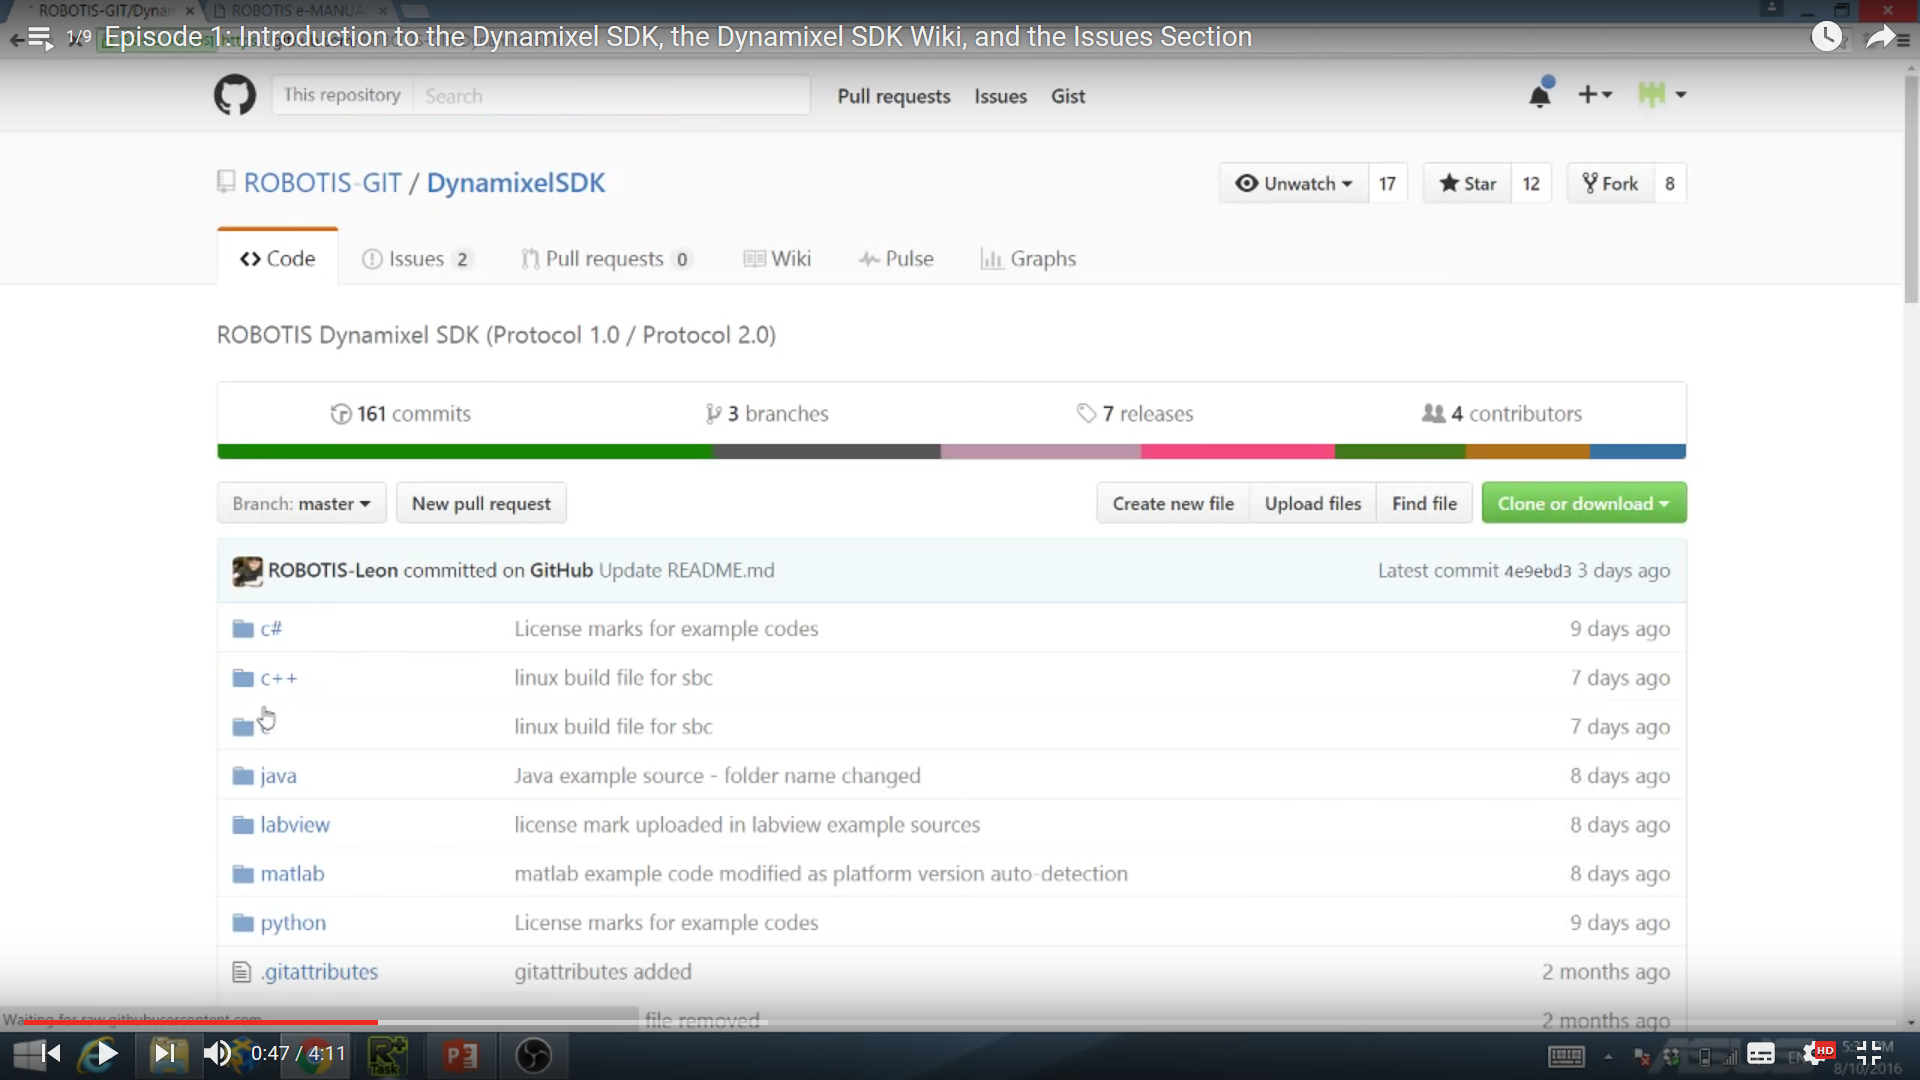 ROBOTIS-GIT/Dynam
ROBOTIS e-MANUA
1/9 Episode 1: Introduction to the Dynamixel SDK, the Dynamixel SDK Wiki, and the Issues Section
This repository Search Pull requests Issues Gist
ROBOTIS-GIT / DynamixelSDK Unwatch 17 Star 12 Fork 8
Code Issues 2 Pull requests 0 Wiki Pulse Graphs
ROBOTIS Dynamixel SDK (Protocol 1.0 / Protocol 2.0)
161 commits 3 branches 7 releases 4 contributors
Branch: master New pull request Create new file Upload files Find file Clone or download
ROBOTIS-Leon committed on GitHub Update README.md Latest commit 4e9ebd3 3 days ago
c# License marks for example codes 9 days ago
c++ linux build file for sbc 7 days ago
linux build file for sbc 7 days ago
java Java example source - folder name changed 8 days ago
labview license mark uploaded in labview example sources 8 days ago
matlab matlab example code modified as platform version auto-detection 8 days ago
python License marks for example codes 9 days ago
.gitattributes gitattributes added 2 months ago
Waiting for raw.githubusercontent.com... file removed 2 months ago
0:47 / 4:11 HD
8/10/2016